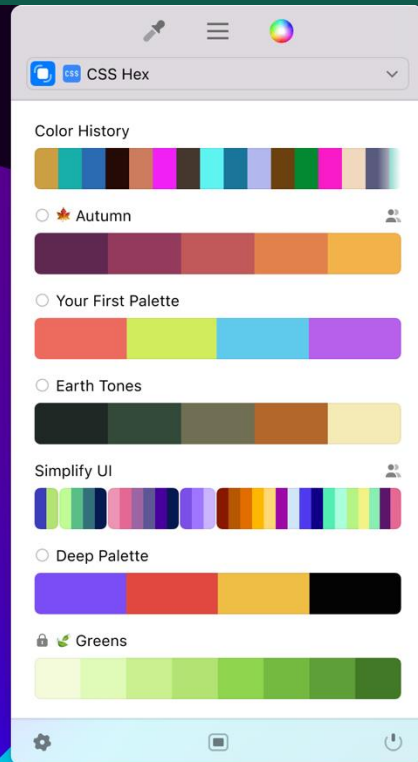 CSS CSS Hex
Color History
Autumn
Your First Palette
Earth Tones
Simplify UI
Deep Palette
Greens